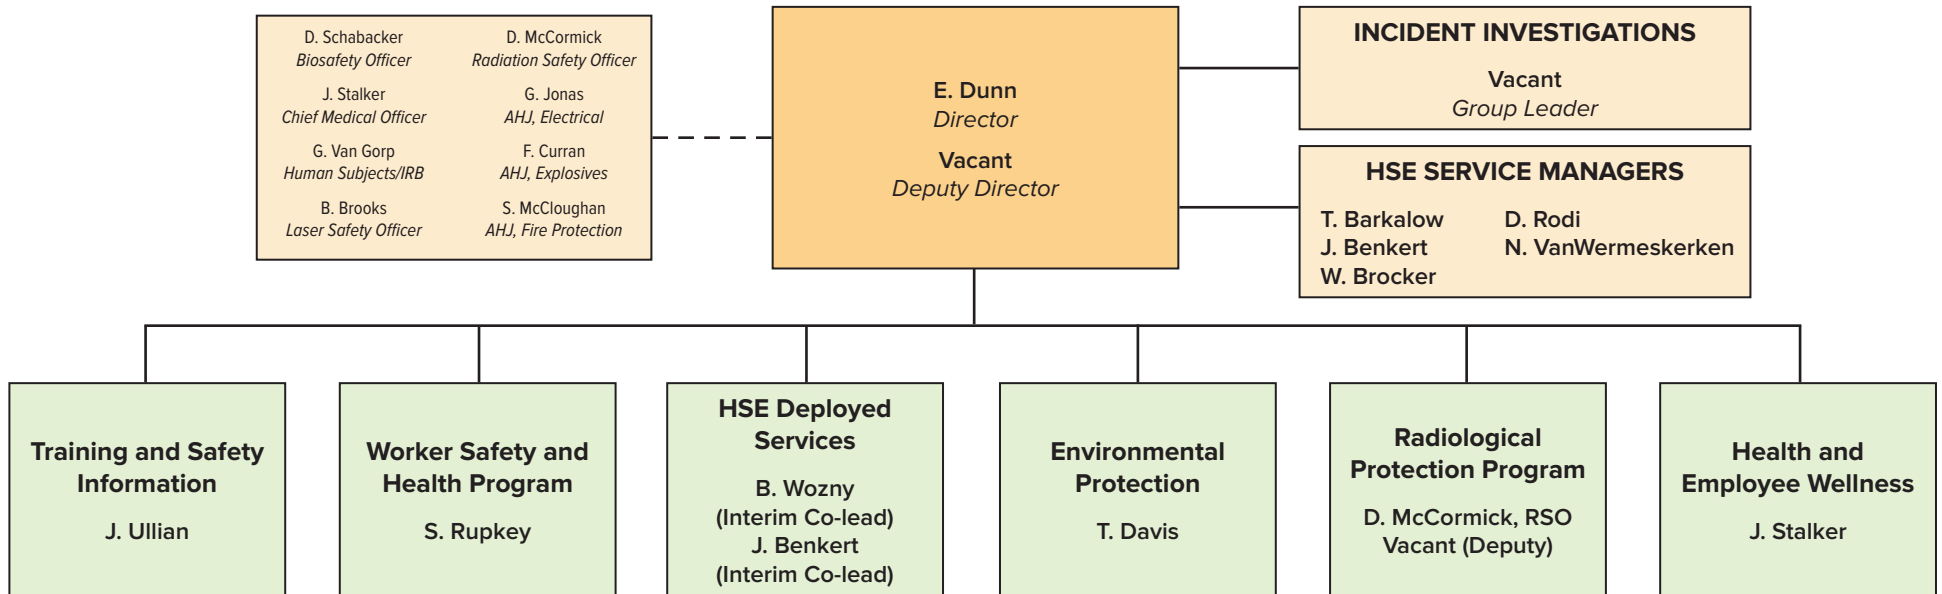 D. Schabacker
Biosafety Officer
J. Stalker
Chief Medical Officer
G. Van Gorp
Human Subjects/IRB
B. Brooks
Laser Safety Officer
D. McCormick
Radiation Safety Officer
G. Jonas
AHJ, Electrical
F. Curran
AHJ, Explosives
S. McCloughan
AHJ, Fire Protection
E. Dunn
Director
Vacant
Deputy Director
INCIDENT INVESTIGATIONS
Vacant
Group Leader
HSE SERVICE MANAGERS
T. Barkalow
J. Benkert
W. Brocker
D. Rodi
N. VanWermeskerken
Training and Safety
Information
J. Ullian
Worker Safety and
Health Program
S. Rupkey
HSE Deployed
Services
B. Wozny
(Interim Co-lead)
J. Benkert
(Interim Co-lead)
Environmental
Protection
T. Davis
Radiological
Protection Program
D. McCormick, RSO
Vacant (Deputy)
Health and
Employee Wellness
J. Stalker